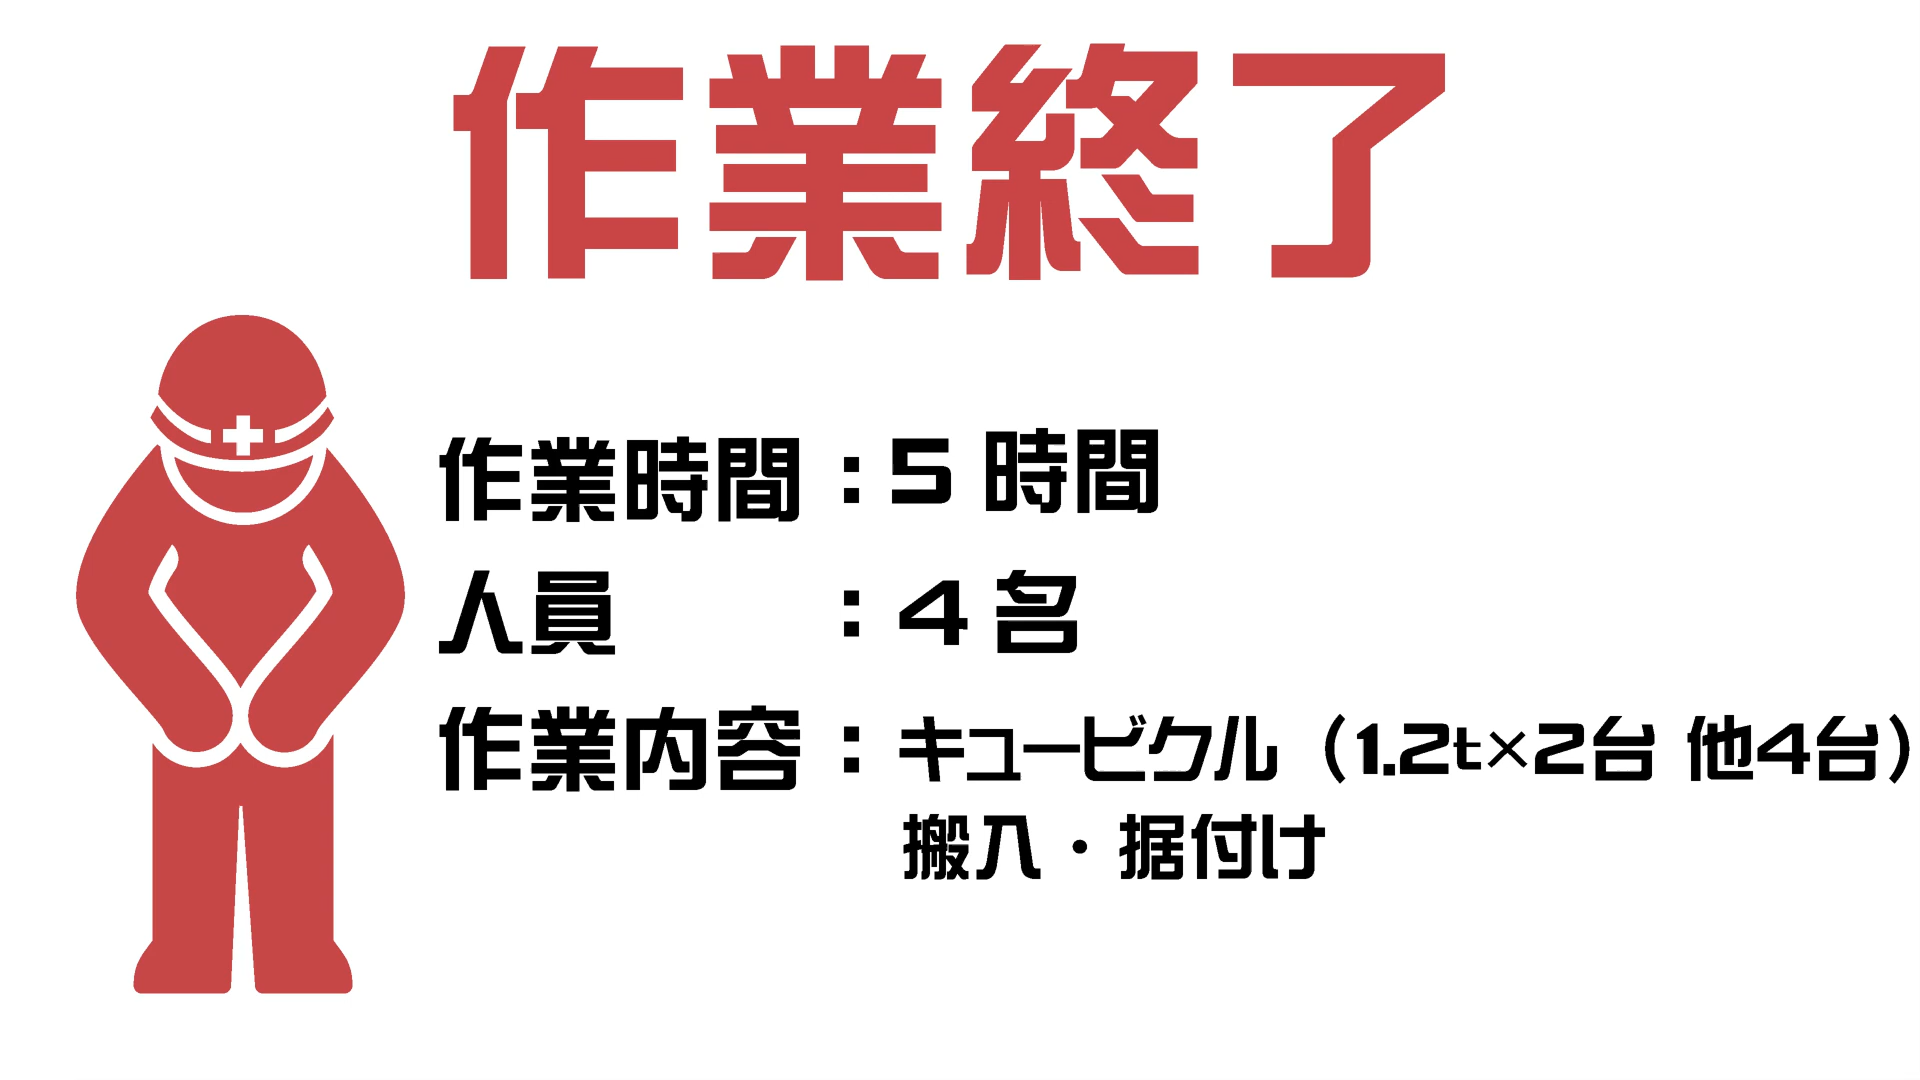 作業終了
作業時間：5時間
人員　　：4名
作業内容：キュービクル（1.2t×2台 他4台）
搬入・据付け